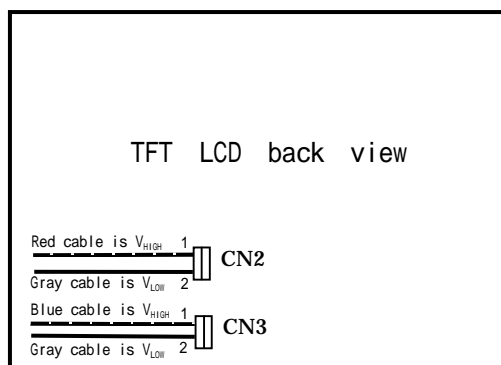 TFT LCD back view
Red cable is VHIGH 1
CN2
Gray cable is VLOW 2
Blue cable is VHIGH 1
CN3
Gray cable is VLOW 2